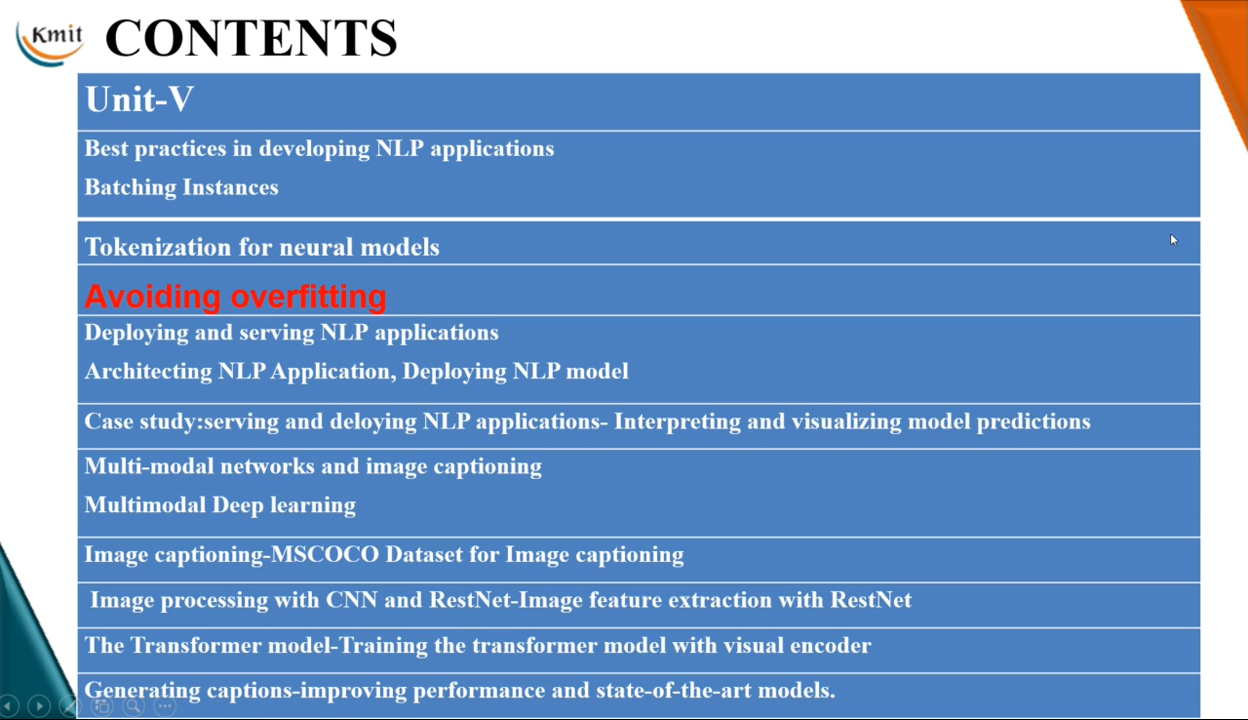 Kmit
CONTENTS
Unit-V
Best practices in developing NLP applications
Batching Instances
Tokenization for neural models
Avoiding overfitting
Deploying and serving NLP applications
Architecting NLP Application, Deploying NLP model
Case study:serving and deloying NLP applications- Interpreting and visualizing model predictions
Multi-modal networks and image captioning
Multimodal Deep learning
Image captioning-MSCOCO Dataset for Image captioning
Image processing with CNN and RestNet-Image feature extraction with RestNet
The Transformer model-Training the transformer model with visual encoder
Generating captions-improving performance and state-of-the-art models.